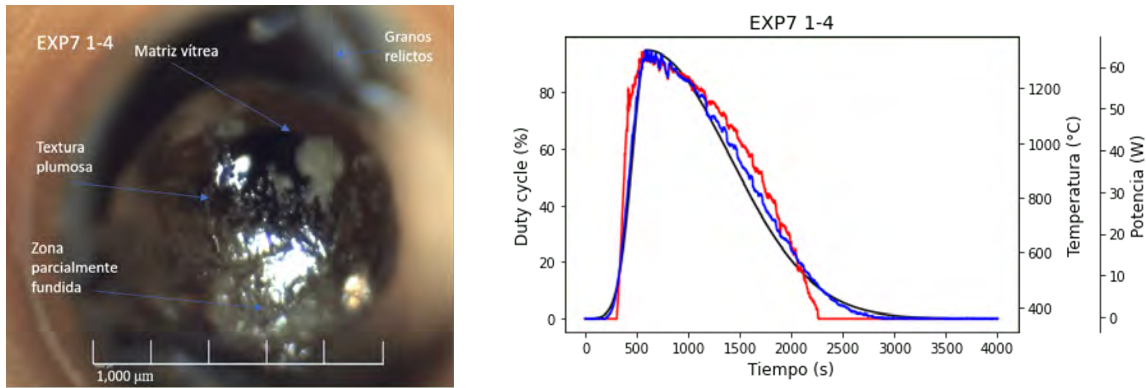 EXP7 1-4
Matriz vítrea
Granos
relictos
Textura
plumosa
Zona
parcialmente
fundida
1,000 µm
EXP7 1-4
Duty cycle (%)
80
60
40
20
0
0 500 1000 1500 2000 2500 3000 3500 4000
Tiempo (s)
1200
1000
800
600
400
Temperatura (°C)
60
50
40
30
20
10
0
Potencia (W)